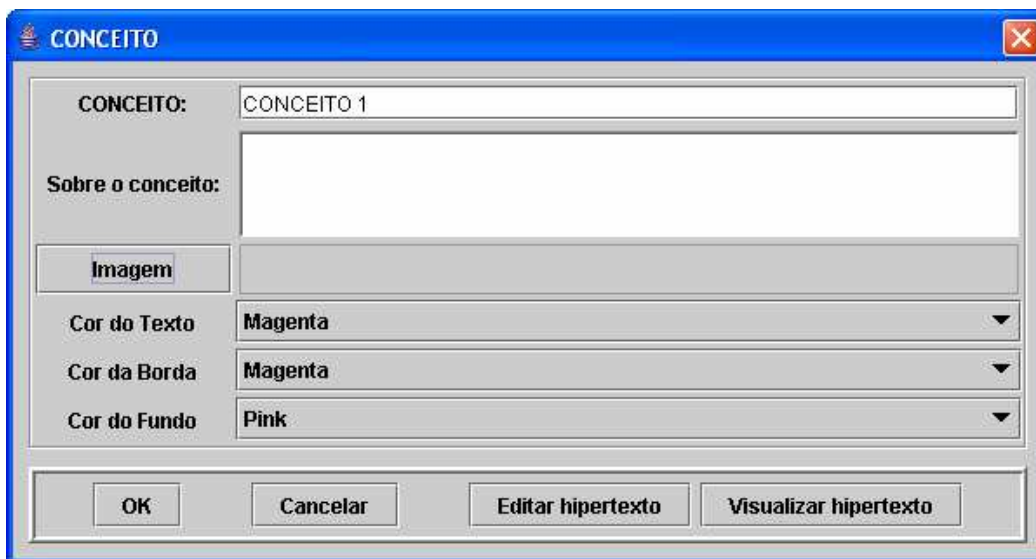 CONCEITO
CONCEITO: CONCEITO 1
Sobre o conceito:
Imagem
Cor do Texto Magenta
Cor da Borda Magenta
Cor do Fundo Pink
OK Cancelar Editar hipertexto Visualizar hipertexto